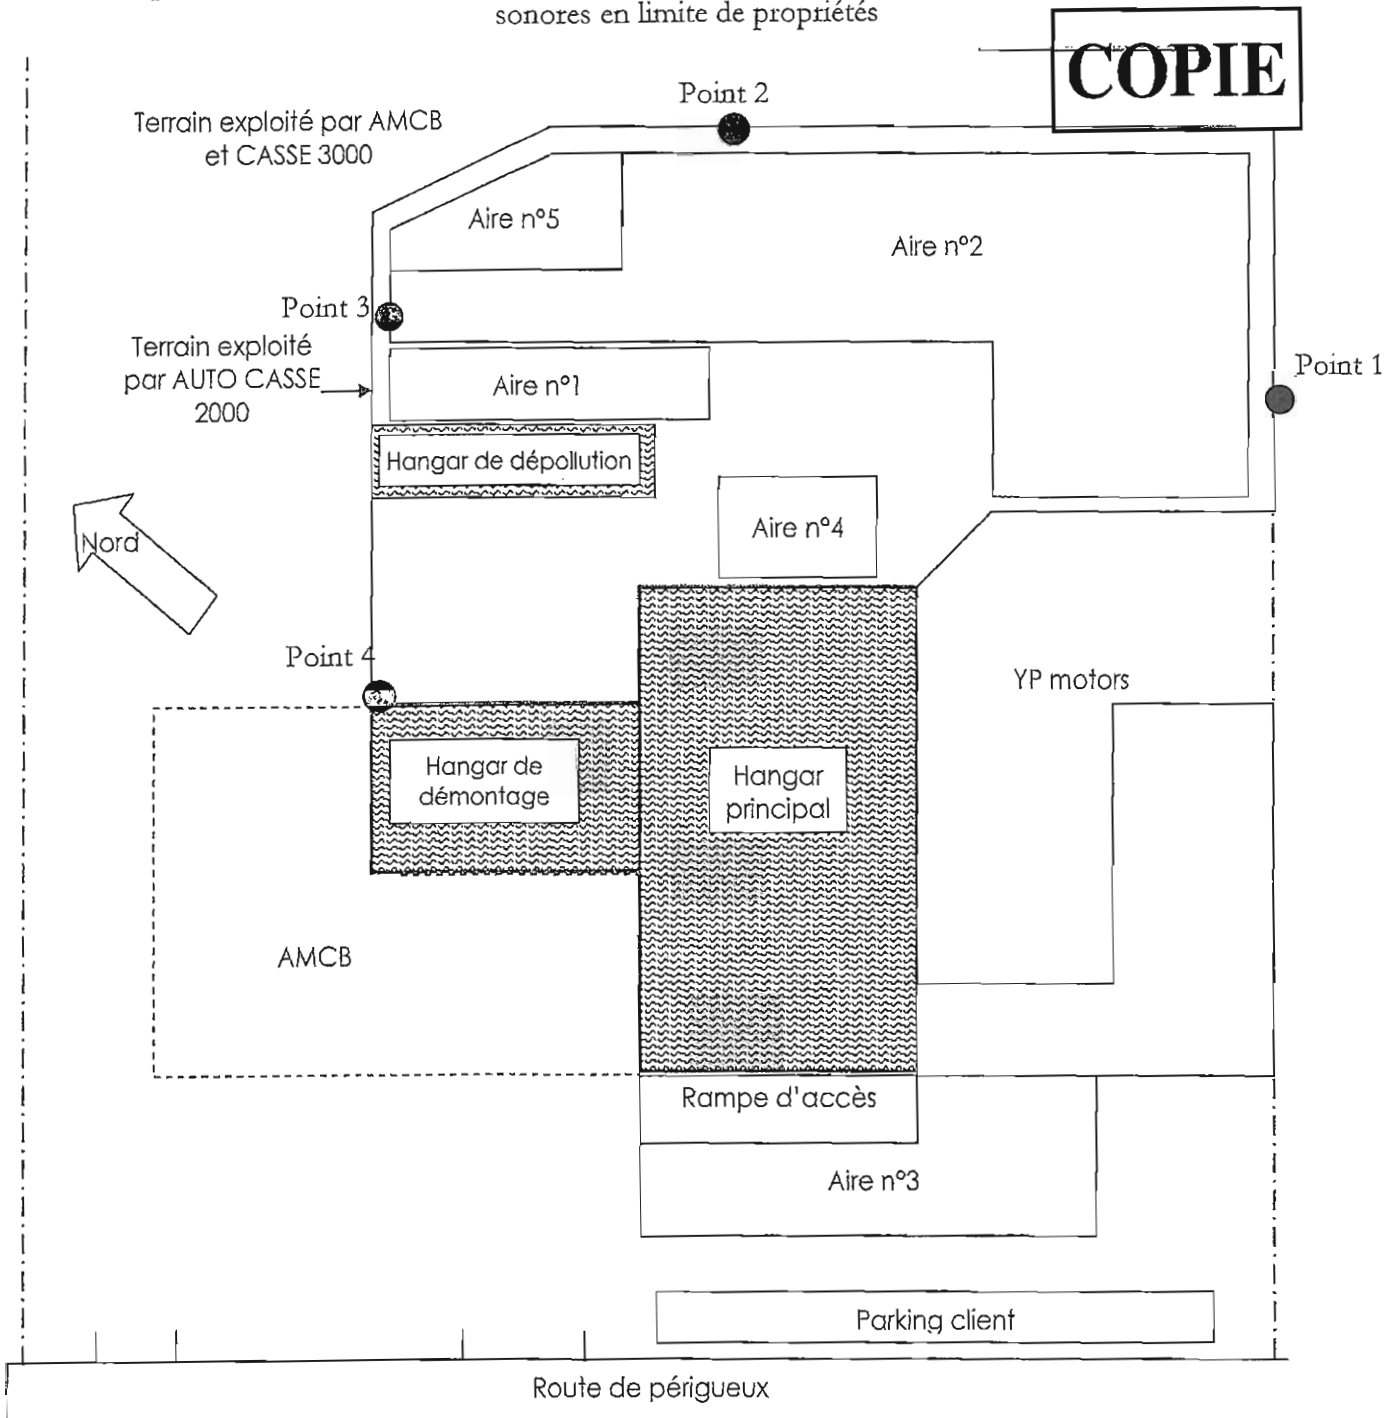 sonores en limite de propriétés
COPIE
Point 2
Terrain exploité par AMCB
et CASSE 3000
Aire n°5
Aire n°2
Point 3
Terrain exploité
par AUTO CASSE
2000
Aire n°1
Point 1
Hangar de dépollution
Aire n°4
Nord
Point 4
YP motors
Hangar de
démontage
Hangar
principal
AMCB
Rampe d'accès
Aire n°3
Parking client
Route de périgueux